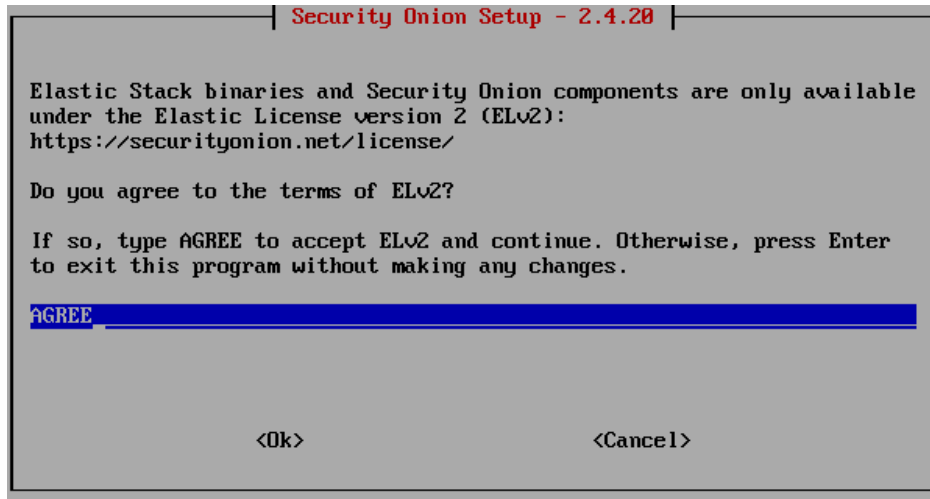 Security Onion Setup - 2.4.20
Elastic Stack binaries and Security Onion components are only available
under the Elastic License version 2 (ELv2):
https://securityonion.net/license/
Do you agree to the terms of ELv2?
If so, type AGREE to accept ELv2 and continue. Otherwise, press Enter
to exit this program without making any changes.
AGREE
<Ok> <Cancel>